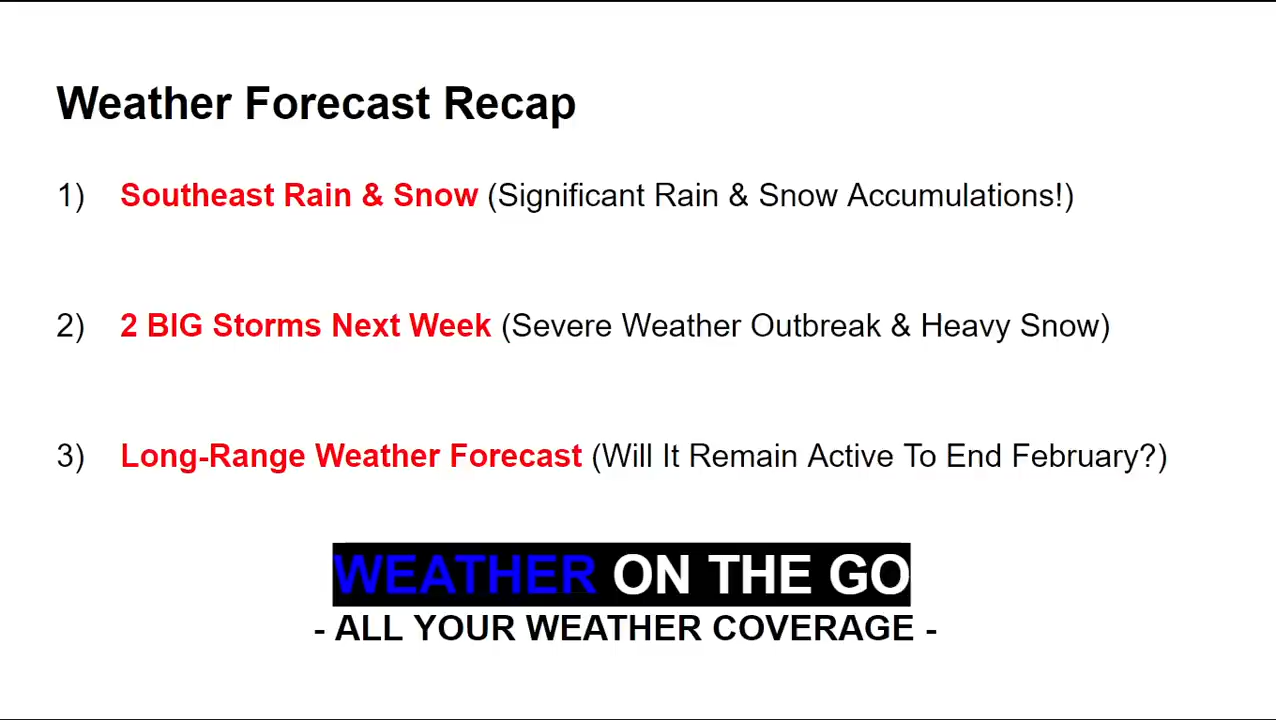 Weather Forecast Recap
1) Southeast Rain & Snow (Significant Rain & Snow Accumulations!)
2) 2 BIG Storms Next Week (Severe Weather Outbreak & Heavy Snow)
3) Long-Range Weather Forecast (Will It Remain Active To End February?)
WEATHER ON THE GO
- ALL YOUR WEATHER COVERAGE -